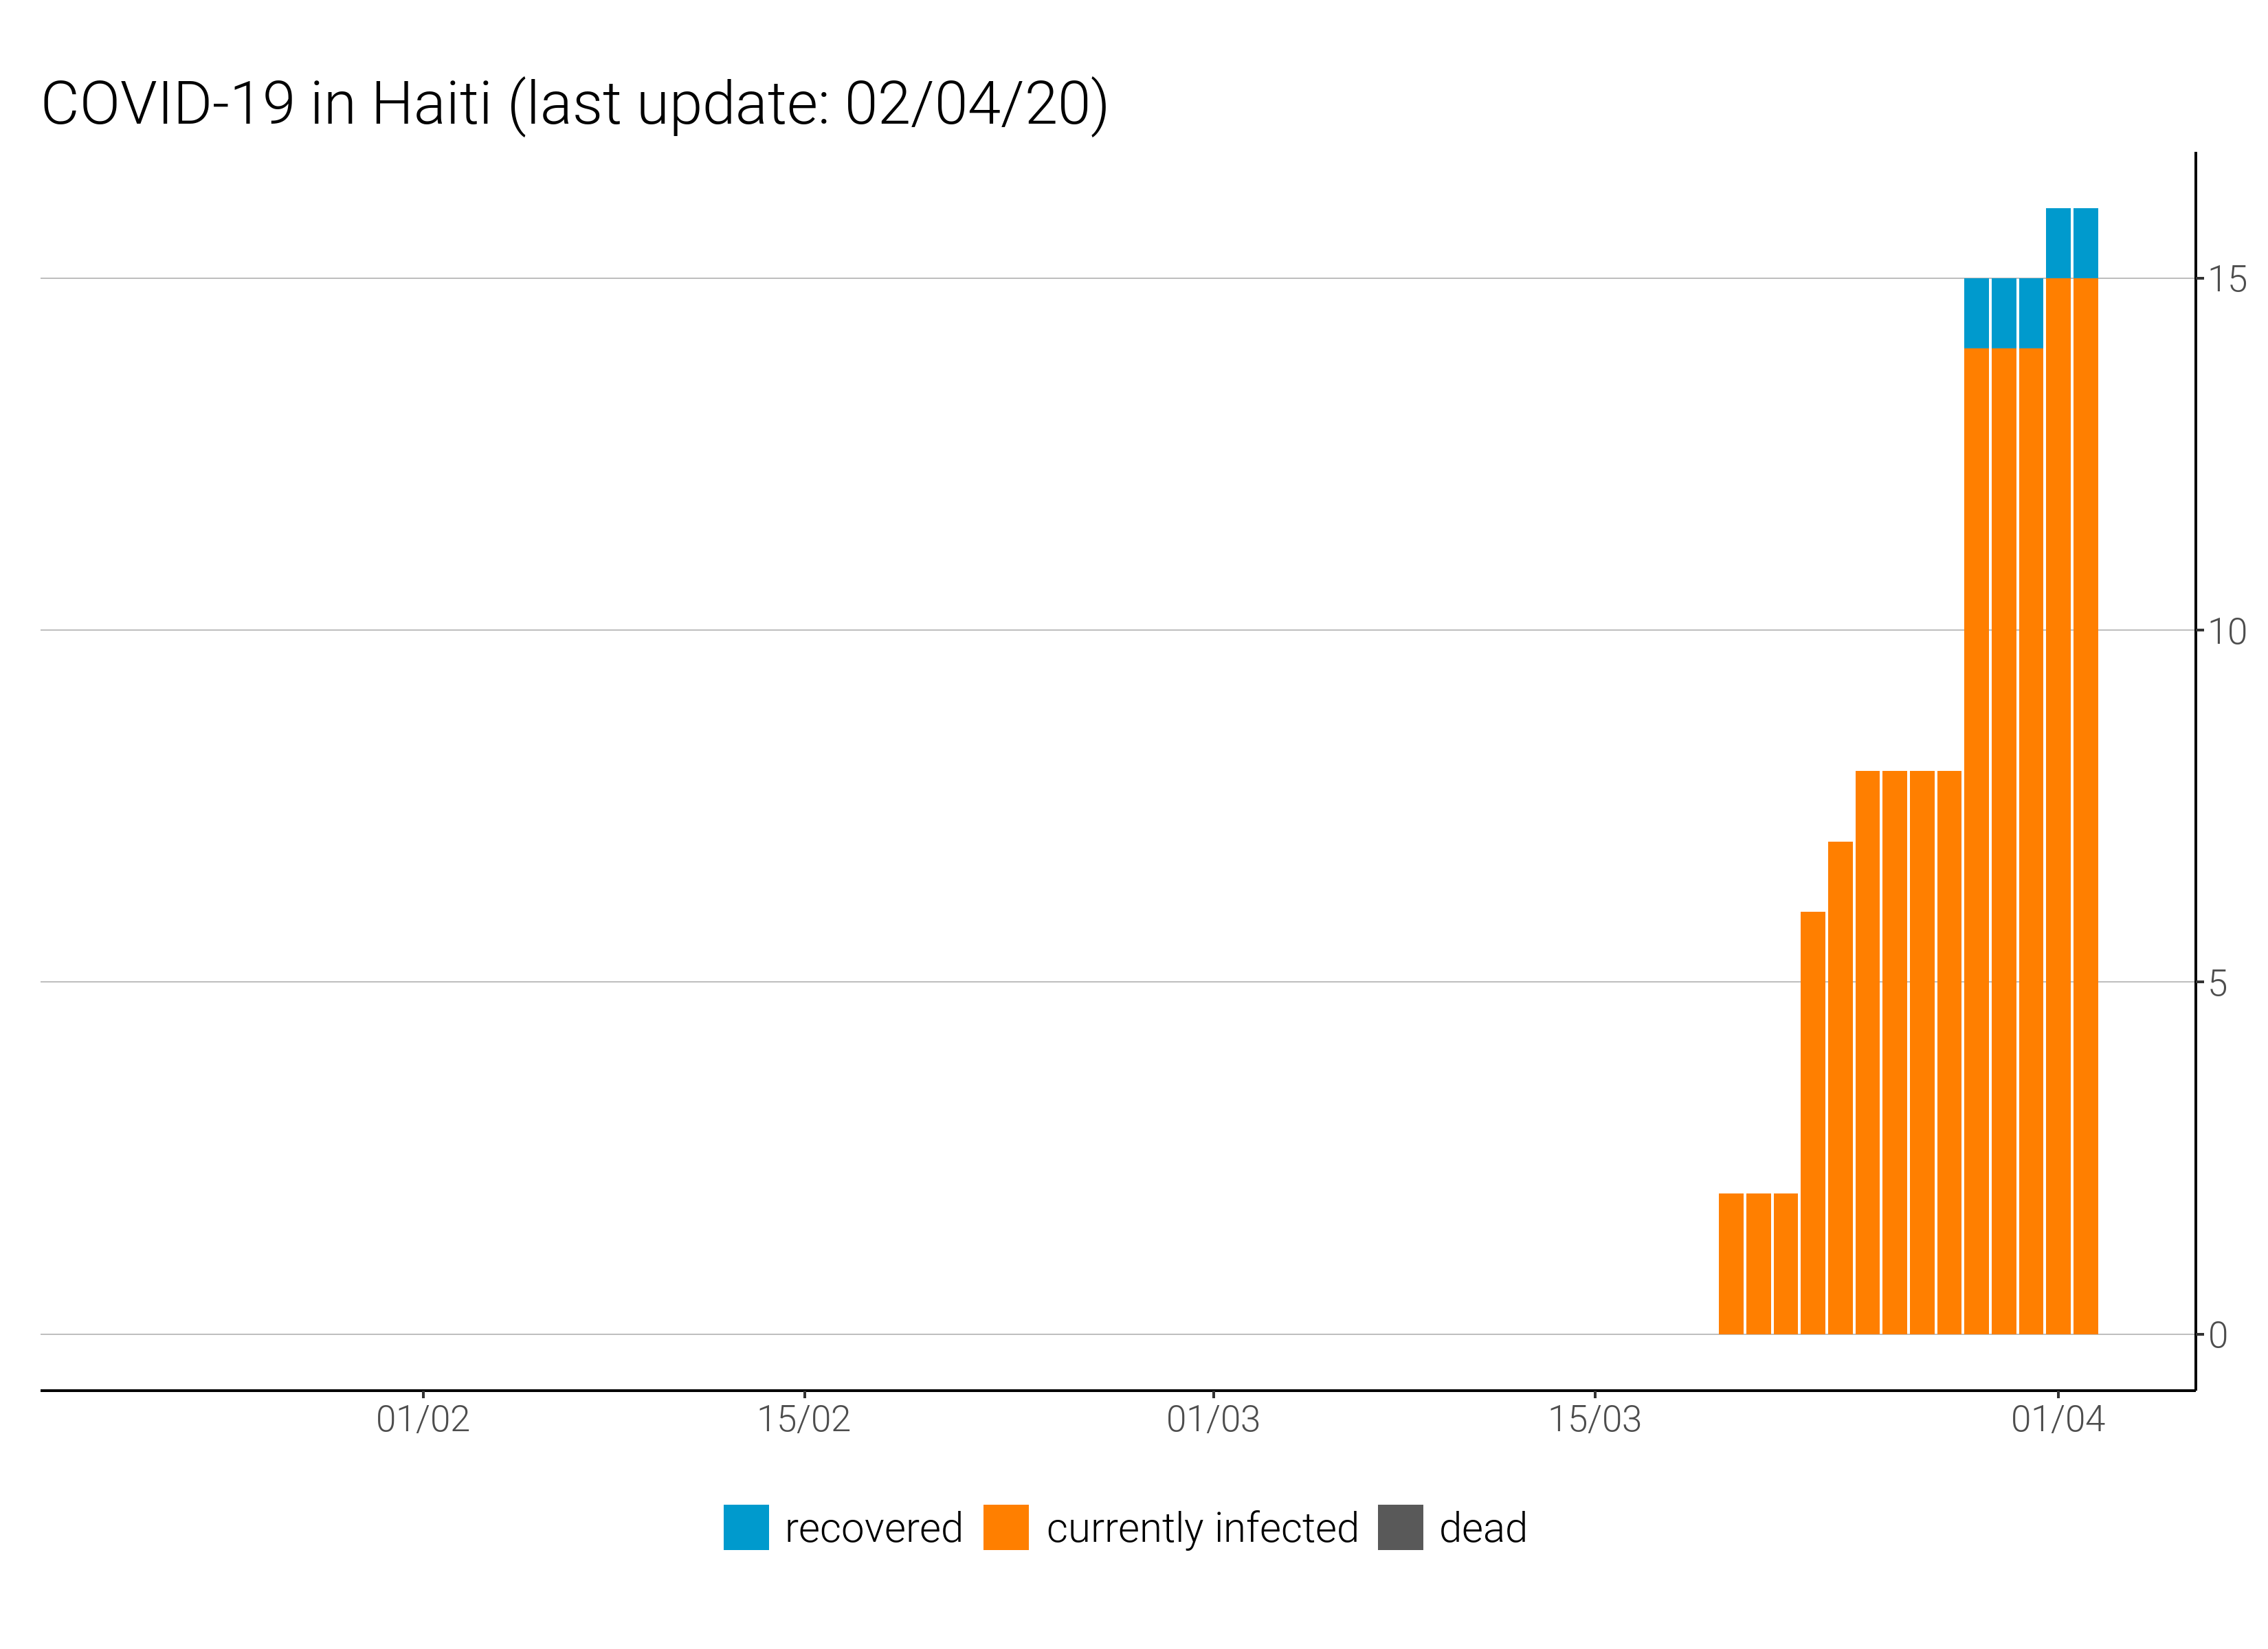 COVID-19 in Haiti (last update: 02/04/20)
15
10
5
0
01/02 15/02 01/03 15/03 01/04
recovered currently infected dead